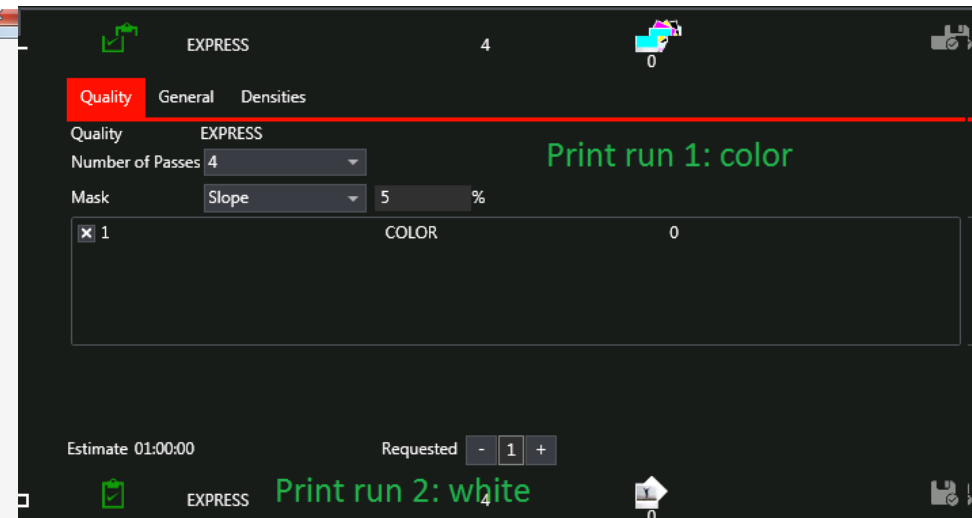 EXPRESS 4
0
Quality General Densities
Quality EXPRESS
Number of Passes 4
Print run 1: color
Mask Slope 5 %
1 COLOR 0
Estimate 01:00:00 Requested - 1 +
EXPRESS Print run 2: white 4
0